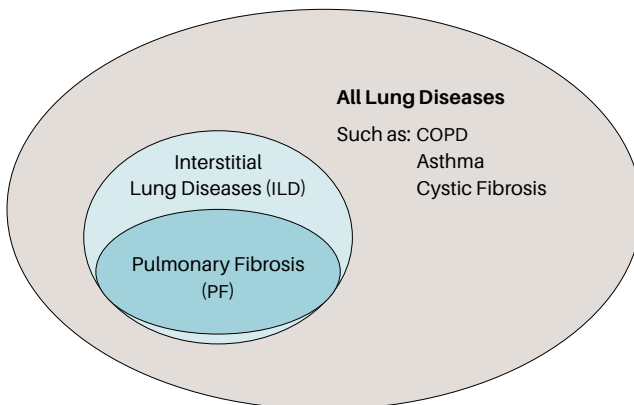 All Lung Diseases
Such as: COPD
Asthma
Cystic Fibrosis
Interstitial
Lung Diseases (ILD)
Pulmonary Fibrosis
(PF)